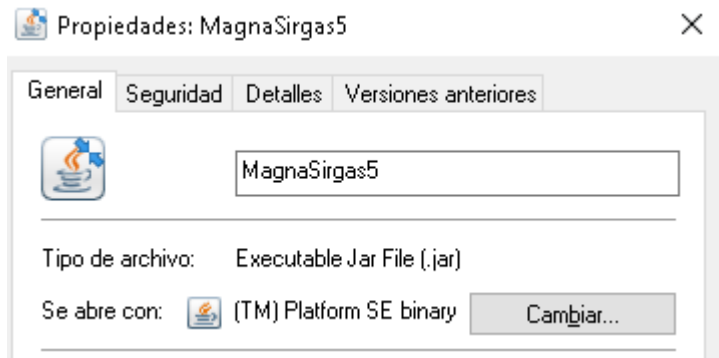 Propiedades: MagnaSirgas5
General Seguridad Detalles Versiones anteriores
MagnaSirgas5
Tipo de archivo: Executable Jar File (.jar)
Se abre con: (TM) Platform SE binary Cambiar...